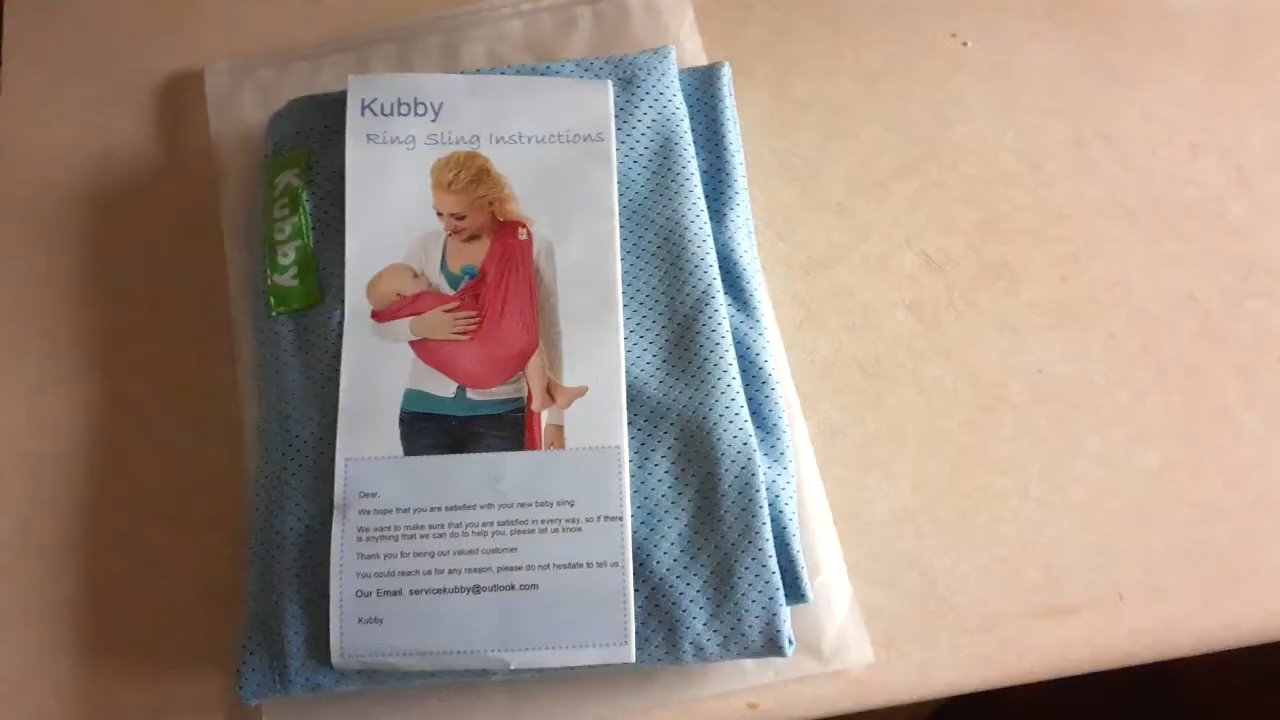 Kubby
Ring Sling Instructions
Kubby
Dear,
We hope that you are satisfied with your new baby sling.
We want to make sure that you are satisfied in every way, so if there
is anything that we can do to help you, please let us know.
Thank you for being our valued customer.
You could reach us for any reason, please do not hesitate to tell us.
Our Email: servicekubby@outlook.com
Kubby